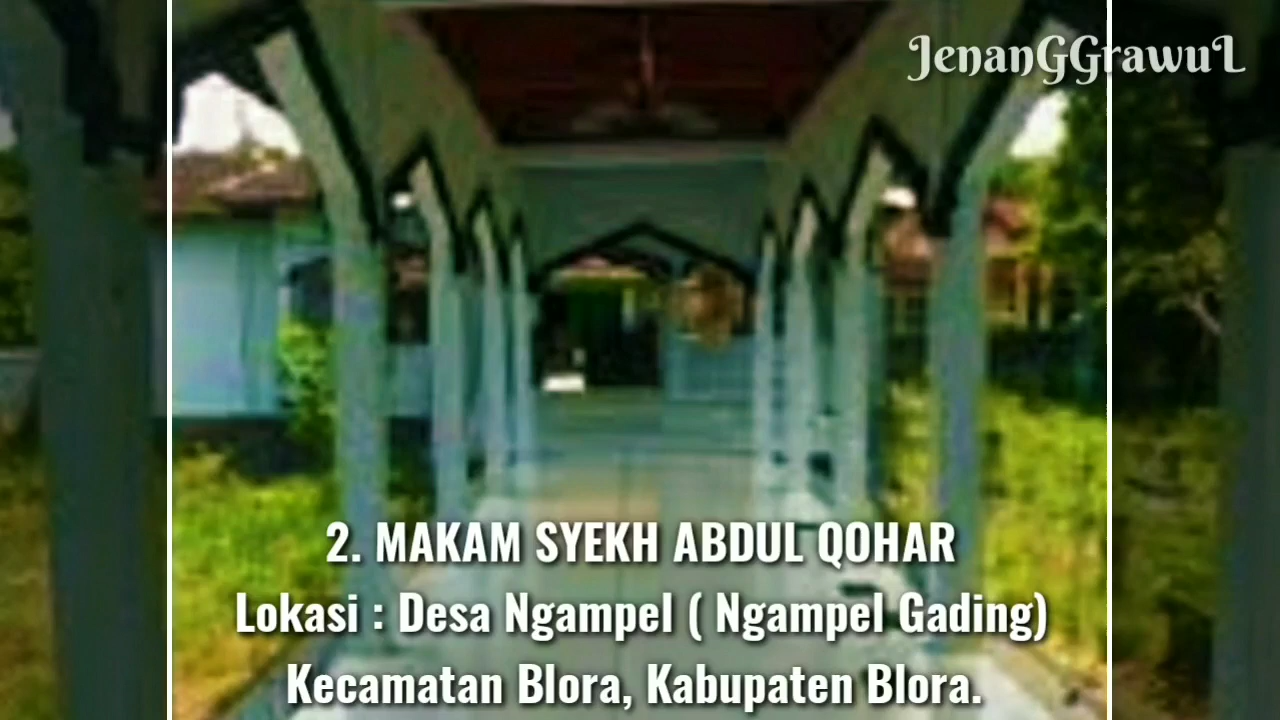 JenanGGrawuL
2. MAKAM SYEKH ABDUL QOHAR
Lokasi : Desa Ngampel ( Ngampel Gading)
Kecamatan Blora, Kabupaten Blora.